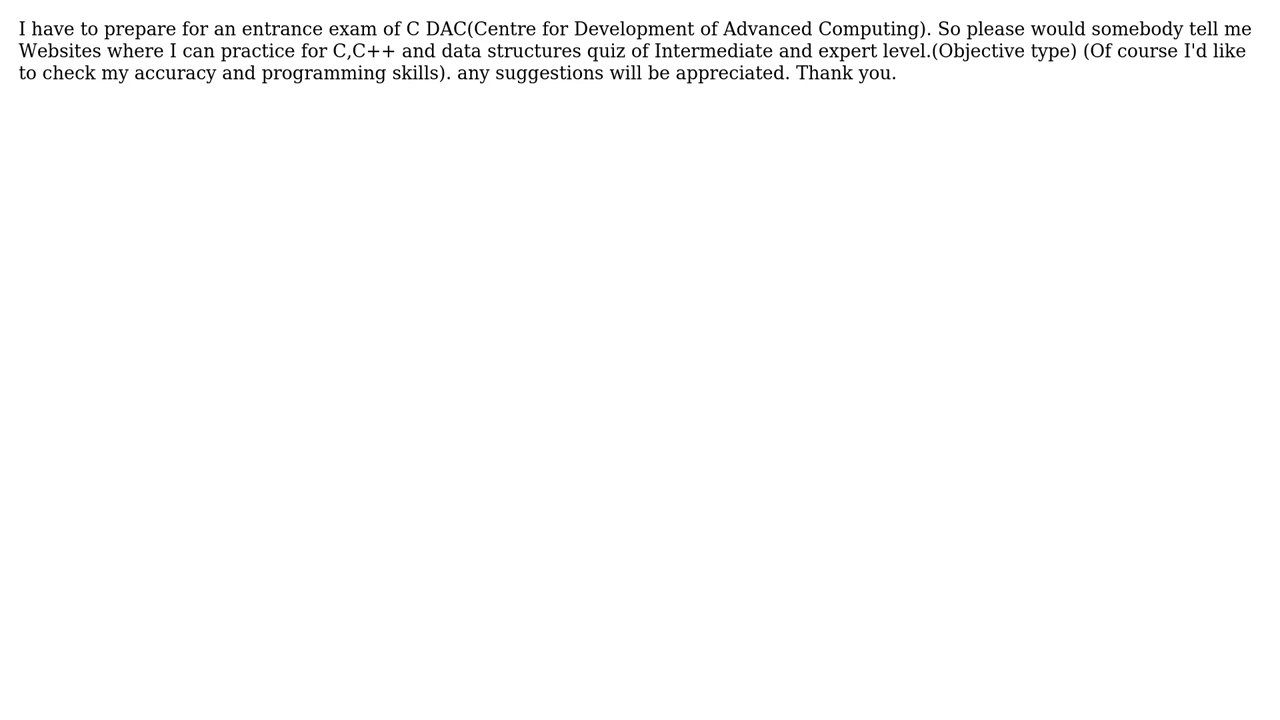 I have to prepare for an entrance exam of C DAC(Centre for Development of Advanced Computing). So please would somebody tell me
Websites where I can practice for C,C++ and data structures quiz of Intermediate and expert level.(Objective type) (Of course I'd like
to check my accuracy and programming skills). any suggestions will be appreciated. Thank you.